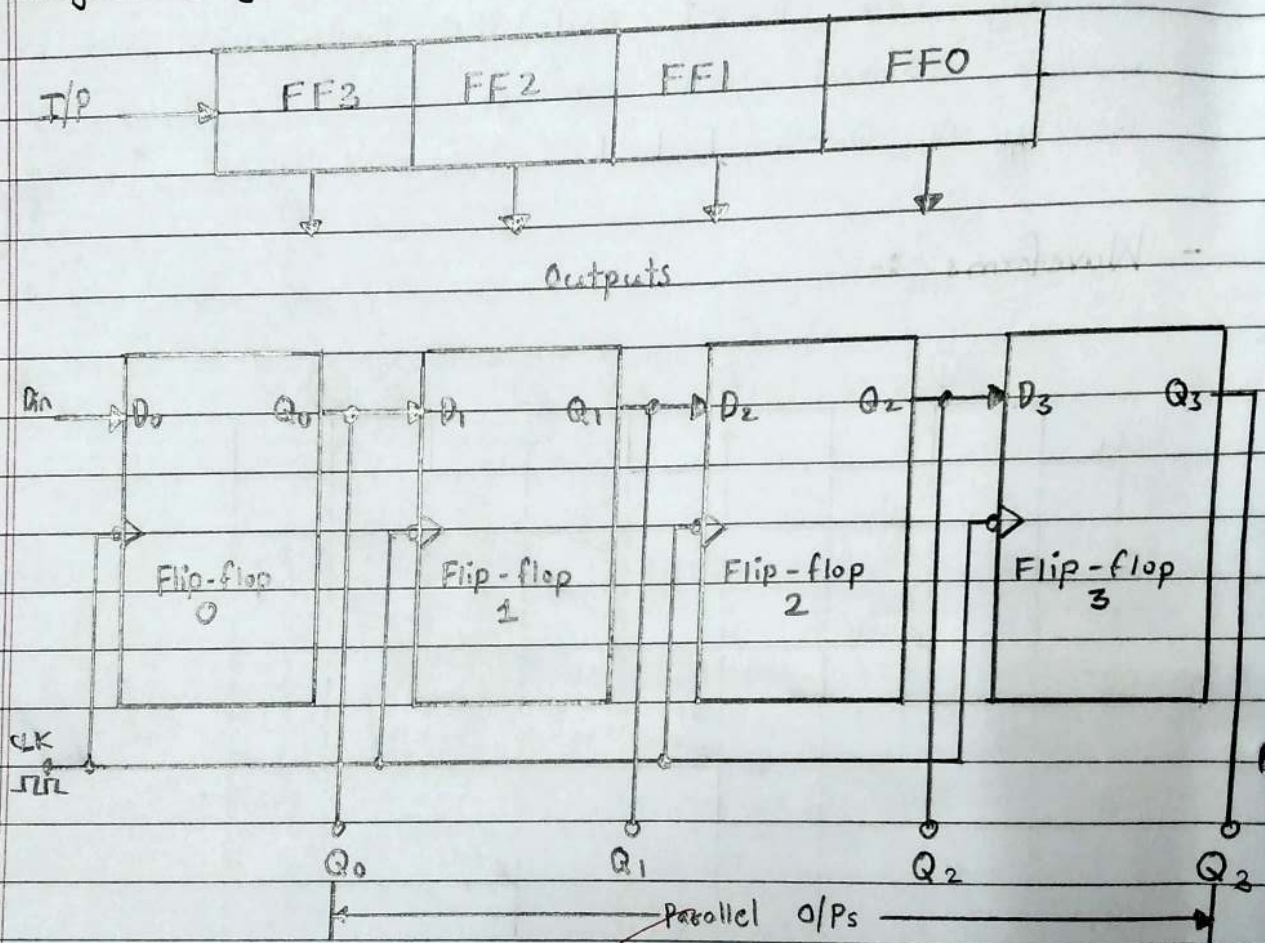 I/P FF3 FF2 FF1 FF0
Outputs
Din D0 Q0 D1 Q1 D2 Q2 D3 Q3
Flip-flop 0 Flip-flop 1 Flip-flop 2 Flip-flop 3
CLK
Q0 Q1 Q2 Q3
Parallel O/Ps